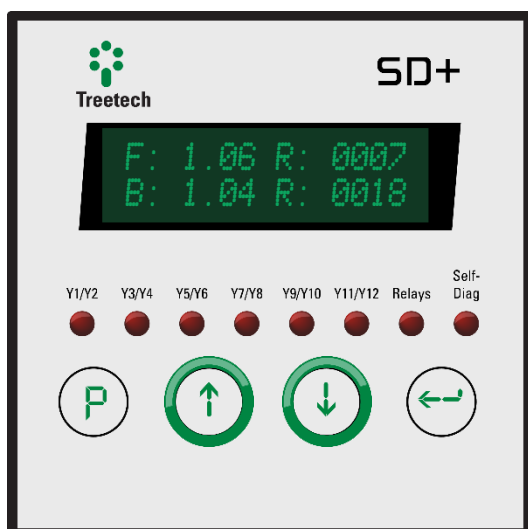 Treetech
SD+
F: 1.06 R: 0007
B: 1.04 R: 0018
Y1/Y2 Y3/Y4 Y5/Y6 Y7/Y8 Y9/Y10 Y11/Y12 Relays Self-
Diag
P